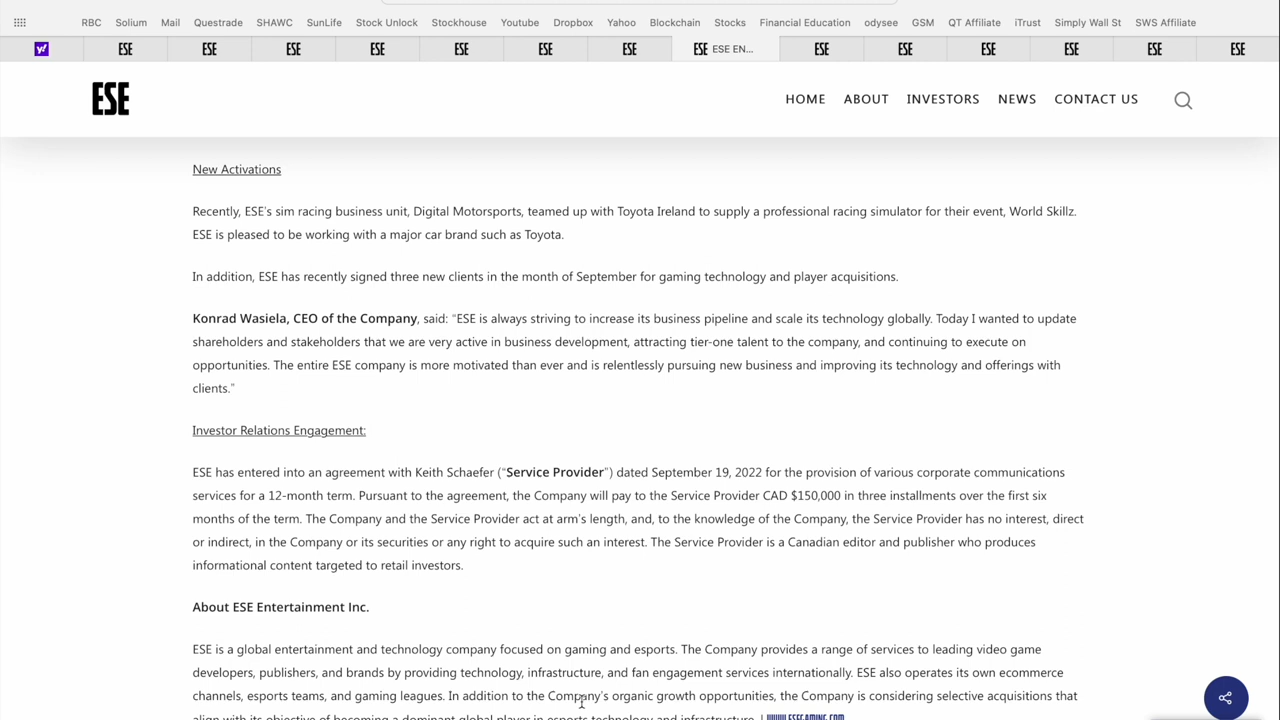 RBC Solium Mail Questrade SHAWC SunLife Stock Unlock Stockhouse Youtube Dropbox Yahoo Blockchain Stocks Financial Education odysee GSM QT Affiliate iTrust Simply Wall St SWS Affiliate
y! ESE ESE ESE ESE ESE ESE ESE ESE ESE EN... ESE ESE ESE ESE ESE ESE
ESE HOME ABOUT INVESTORS NEWS CONTACT US
New Activations
Recently, ESE's sim racing business unit, Digital Motorsports, teamed up with Toyota Ireland to supply a professional racing simulator for their event, World Skillz.
ESE is pleased to be working with a major car brand such as Toyota.
In addition, ESE has recently signed three new clients in the month of September for gaming technology and player acquisitions.
Konrad Wasiela, CEO of the Company, said: “ESE is always striving to increase its business pipeline and scale its technology globally. Today I wanted to update
shareholders and stakeholders that we are very active in business development, attracting tier-one talent to the company, and continuing to execute on
opportunities. The entire ESE company is more motivated than ever and is relentlessly pursuing new business and improving its technology and offerings with
clients.”
Investor Relations Engagement:
ESE has entered into an agreement with Keith Schaefer (“Service Provider”) dated September 19, 2022 for the provision of various corporate communications
services for a 12-month term. Pursuant to the agreement, the Company will pay to the Service Provider CAD $150,000 in three installments over the first six
months of the term. The Company and the Service Provider act at arm's length, and, to the knowledge of the Company, the Service Provider has no interest, direct
or indirect, in the Company or its securities or any right to acquire such an interest. The Service Provider is a Canadian editor and publisher who produces
informational content targeted to retail investors.
About ESE Entertainment Inc.
ESE is a global entertainment and technology company focused on gaming and esports. The Company provides a range of services to leading video game
developers, publishers, and brands by providing technology, infrastructure, and fan engagement services internationally. ESE also operates its own ecommerce
channels, esports teams, and gaming leagues. In addition to the Company's organic growth opportunities, the Company is considering selective acquisitions that
align with its objective of becoming a dominant global player in esports technology and infrastructure. | WWW.ESEGAMING.COM